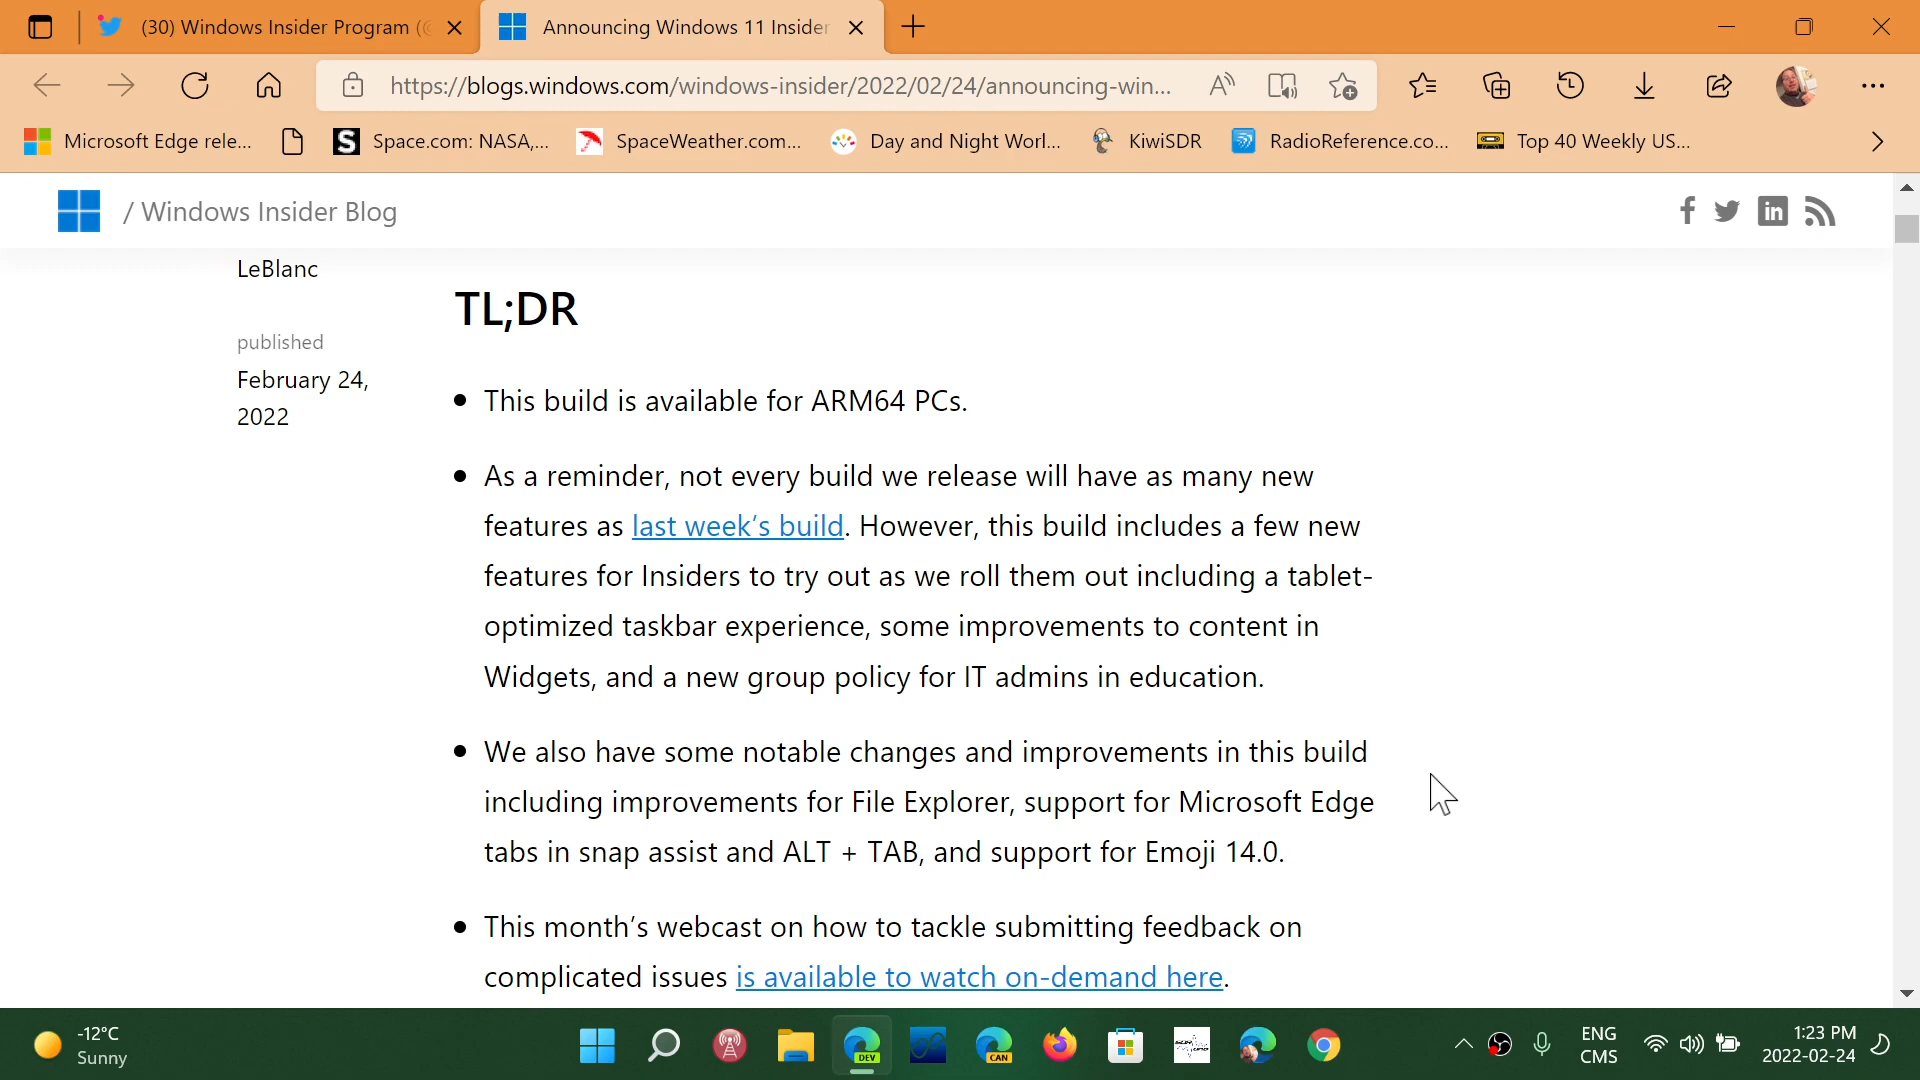 (30) Windows Insider Program (@
Announcing Windows 11 Insider
https://blogs.windows.com/windows-insider/2022/02/24/announcing-win...
Microsoft Edge rele...
Space.com: NASA,...
SpaceWeather.com...
Day and Night Worl...
KiwiSDR
RadioReference.co...
Top 40 Weekly US...
/ Windows Insider Blog
LeBlanc
published
February 24,
2022
TL;DR
• This build is available for ARM64 PCs.
• As a reminder, not every build we release will have as many new
features as last week’s build. However, this build includes a few new
features for Insiders to try out as we roll them out including a tablet-
optimized taskbar experience, some improvements to content in
Widgets, and a new group policy for IT admins in education.
• We also have some notable changes and improvements in this build
including improvements for File Explorer, support for Microsoft Edge
tabs in snap assist and ALT + TAB, and support for Emoji 14.0.
• This month’s webcast on how to tackle submitting feedback on
complicated issues is available to watch on-demand here.
-12°C
Sunny
DEV
CAN
ENG
CMS
1:23 PM
2022-02-24